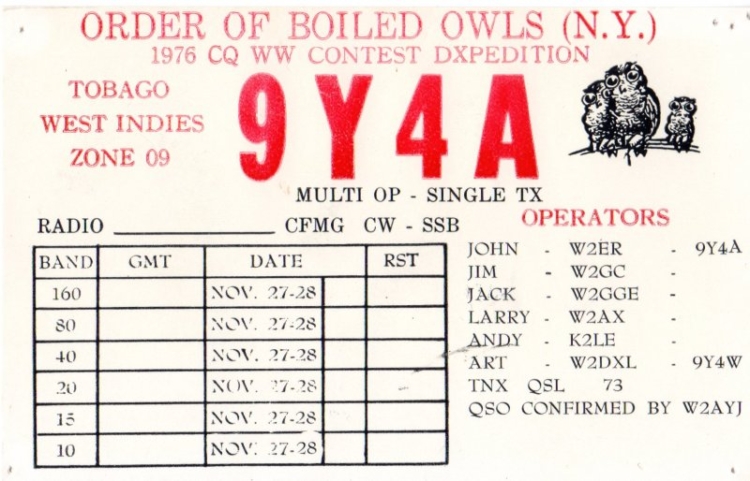 ORDER OF BOILED OWLS (N.Y.)
1976 CQ WW CONTEST DXPEDITION
TOBAGO
WEST INDIES
ZONE 09
9Y4A
MULTI OP - SINGLE TX
RADIO ____________ CFMG CW - SSB
BAND GMT DATE RST
160 NOV. 27-28
80 NOV. 27-28
40 NOV. 27-28
20 NOV. 27-28
15 NOV. 27-28
10 NOV. 27-28
OPERATORS
JOHN - W2ER - 9Y4A
JIM - W2GC -
JACK - W2GGE -
LARRY - W2AX -
ANDY - K2LE -
ART - W2DXL - 9Y4W
TNX QSL 73
QSO CONFIRMED BY W2AYJ